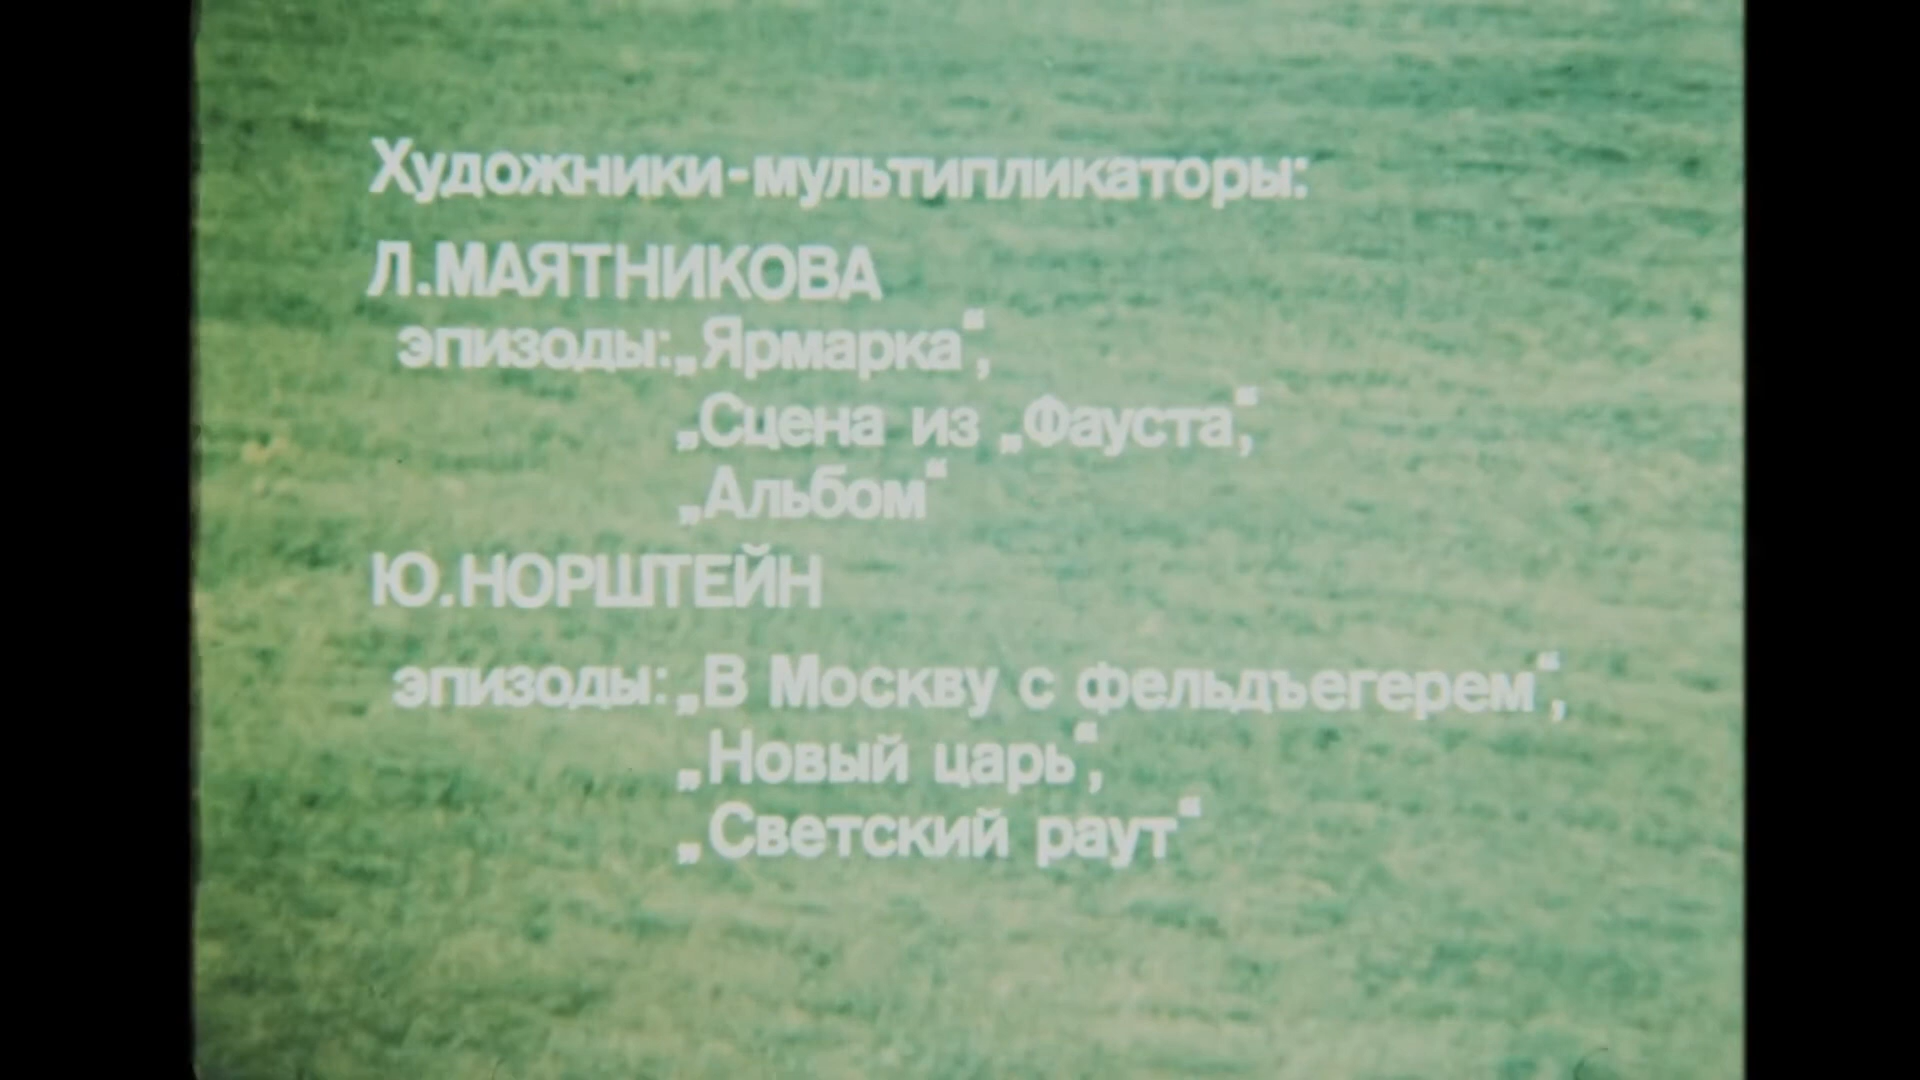 Художники-мультипликаторы:
Л.МАЯТНИКОВА
эпизоды:„Ярмарка“,
„Сцена из „Фауста“,
„Альбом“
Ю.НОРШТЕЙН
эпизоды:„В Москву с фельдъегерем“,
„Новый царь“,
„Светский раут“